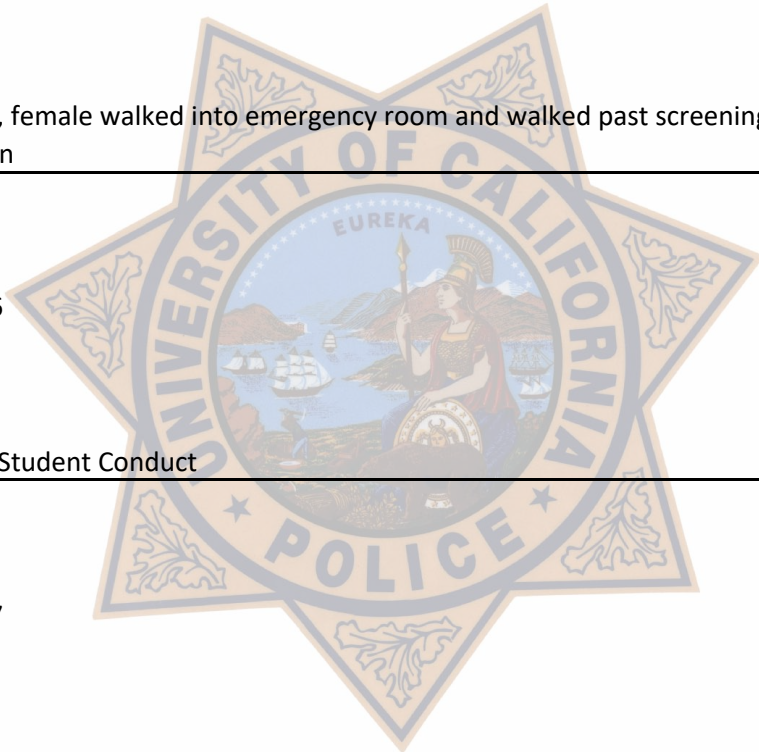 , female walked into emergency room and walked past screening
n
UNIVERSITY OF CALIFORNIA
EUREKA
Student Conduct
POLICE